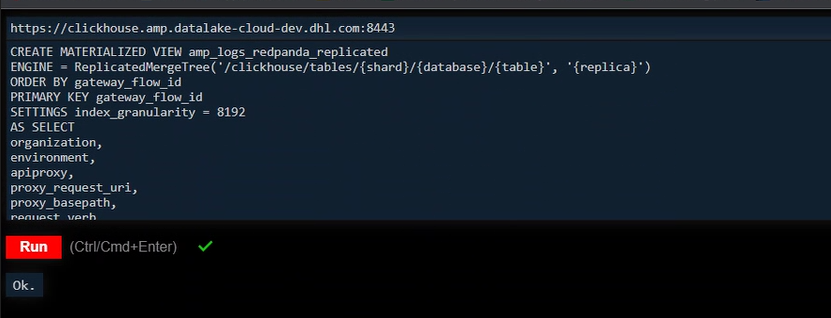 https://clickhouse.amp.datalake-cloud-dev.dhl.com:8443
CREATE MATERIALIZED VIEW amp_logs_redpanda_replicated
ENGINE = ReplicatedMergeTree('/clickhouse/tables/{shard}/{database}/{table}', '{replica}')
ORDER BY gateway_flow_id
PRIMARY KEY gateway_flow_id
SETTINGS index_granularity = 8192
AS SELECT
organization,
environment,
apiproxy,
proxy_request_uri,
proxy_basepath,
request_verb
Run (Ctrl/Cmd+Enter) ✓
Ok.